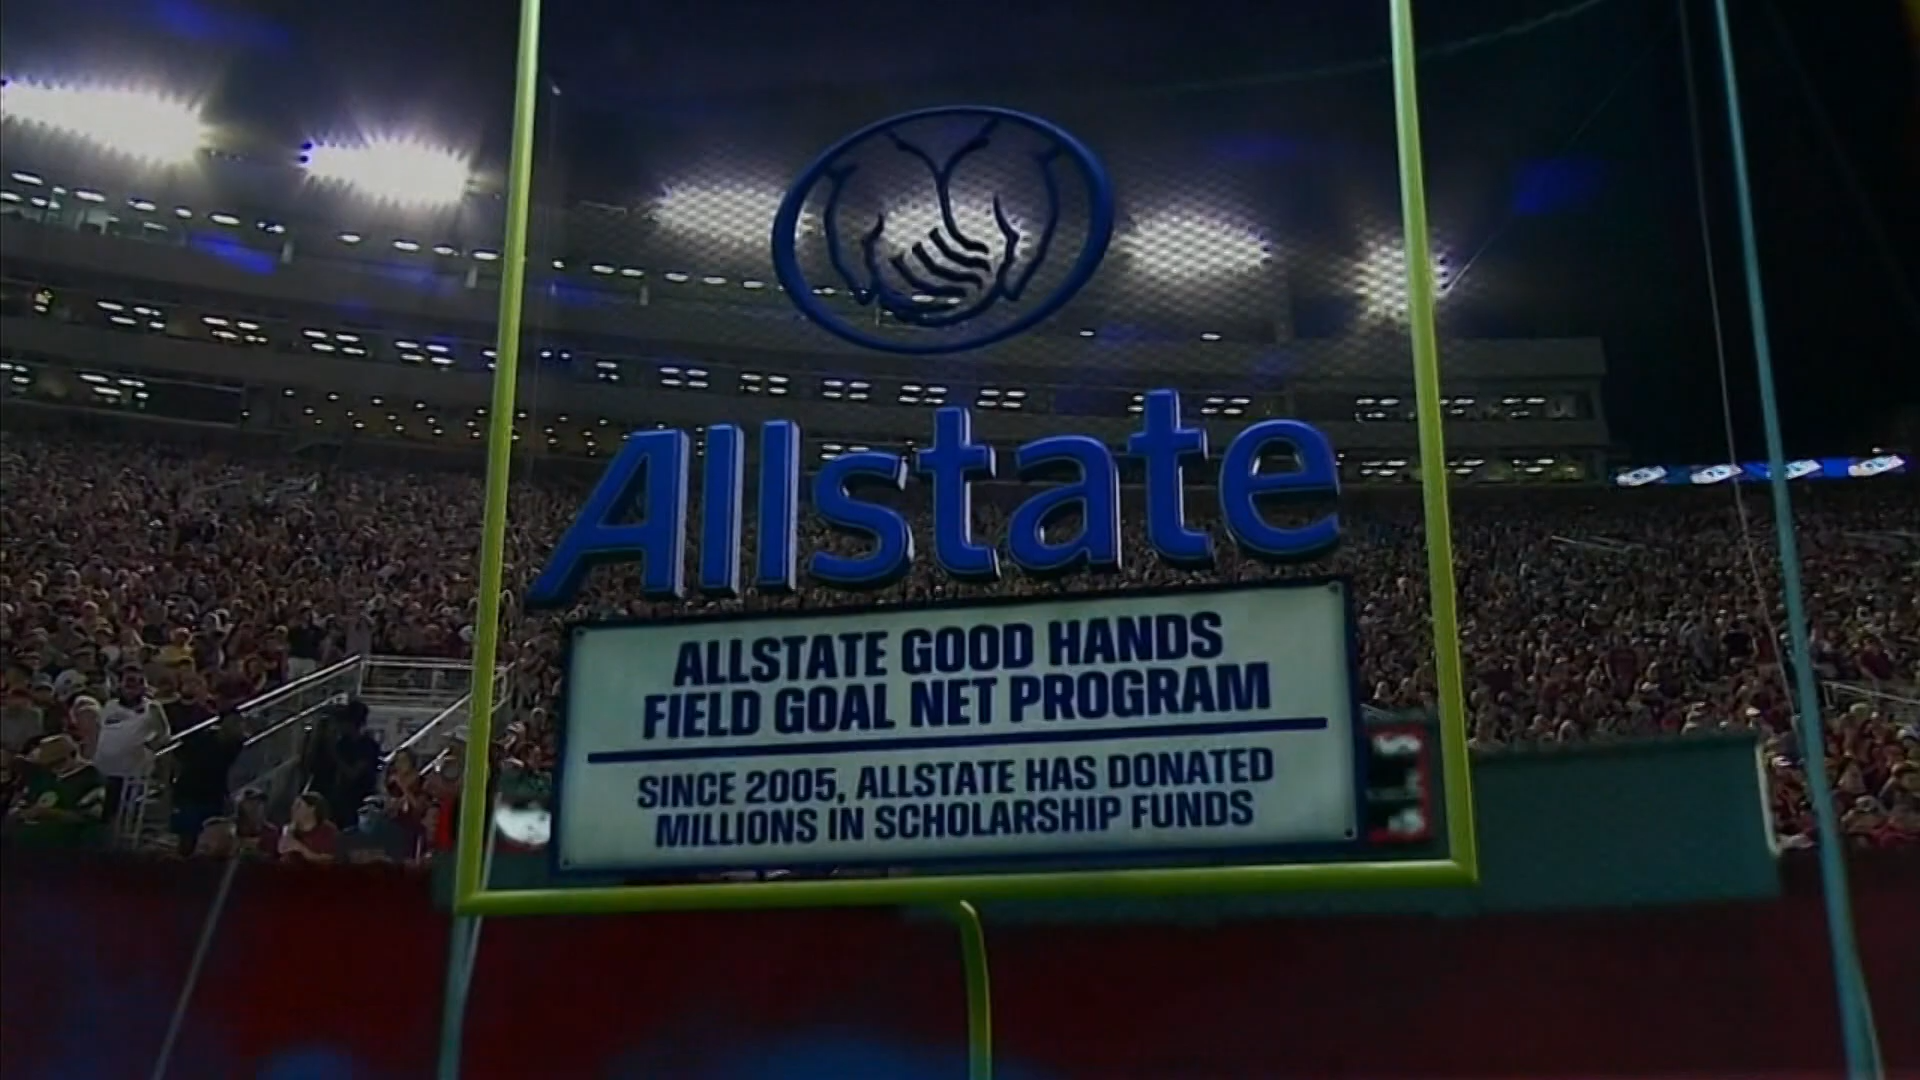 Allstate
ALLSTATE GOOD HANDS
FIELD GOAL NET PROGRAM
SINCE 2005, ALLSTATE HAS DONATED
MILLIONS IN SCHOLARSHIP FUNDS